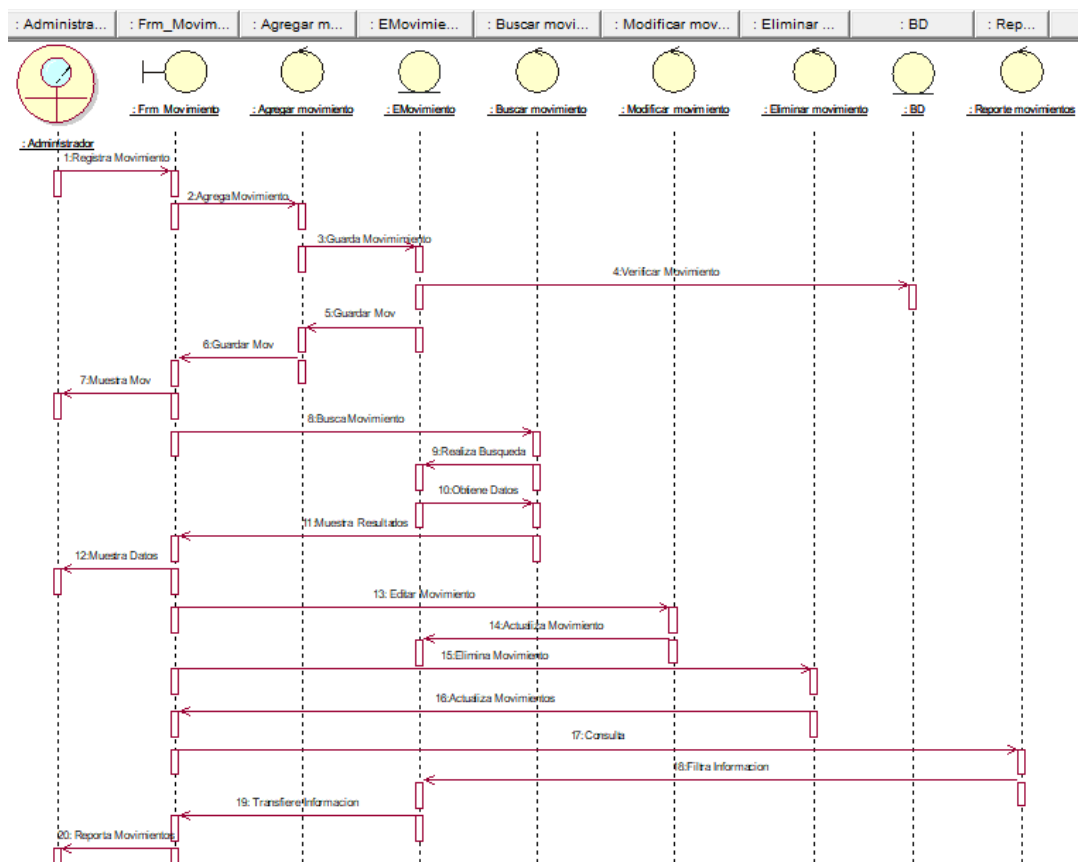 : Administra...
: Frm_Movim...
: Agregar m...
: EMovimie...
: Buscar movi...
: Modificar mov...
: Eliminar ...
: BD
: Rep...
: Administrador
: Frm_Movimiento
: Agregar movimiento
: EMovimiento
: Buscar movimiento
: Modificar movimiento
: Eliminar movimiento
: BD
: Reporte movimientos
1:Registra Movimiento
2:Agrega Movimiento
3:Guarda Movimimiento
4:Verificar Movimiento
5:Guardar Mov
6:Guardar Mov
7:Muestra Mov
8:Busca Movimiento
9:Realiza Busqueda
10:Obtiene Datos
11:Muestra Resultados
12:Muestra Datos
13: Editar Movimiento
14:Actualiza Movimiento
15:Elimina Movimiento
16:Actualiza Movimientos
17:Consulta
18:Filtra Informacion
19: Transfiere Informacion
20: Reporta Movimientos